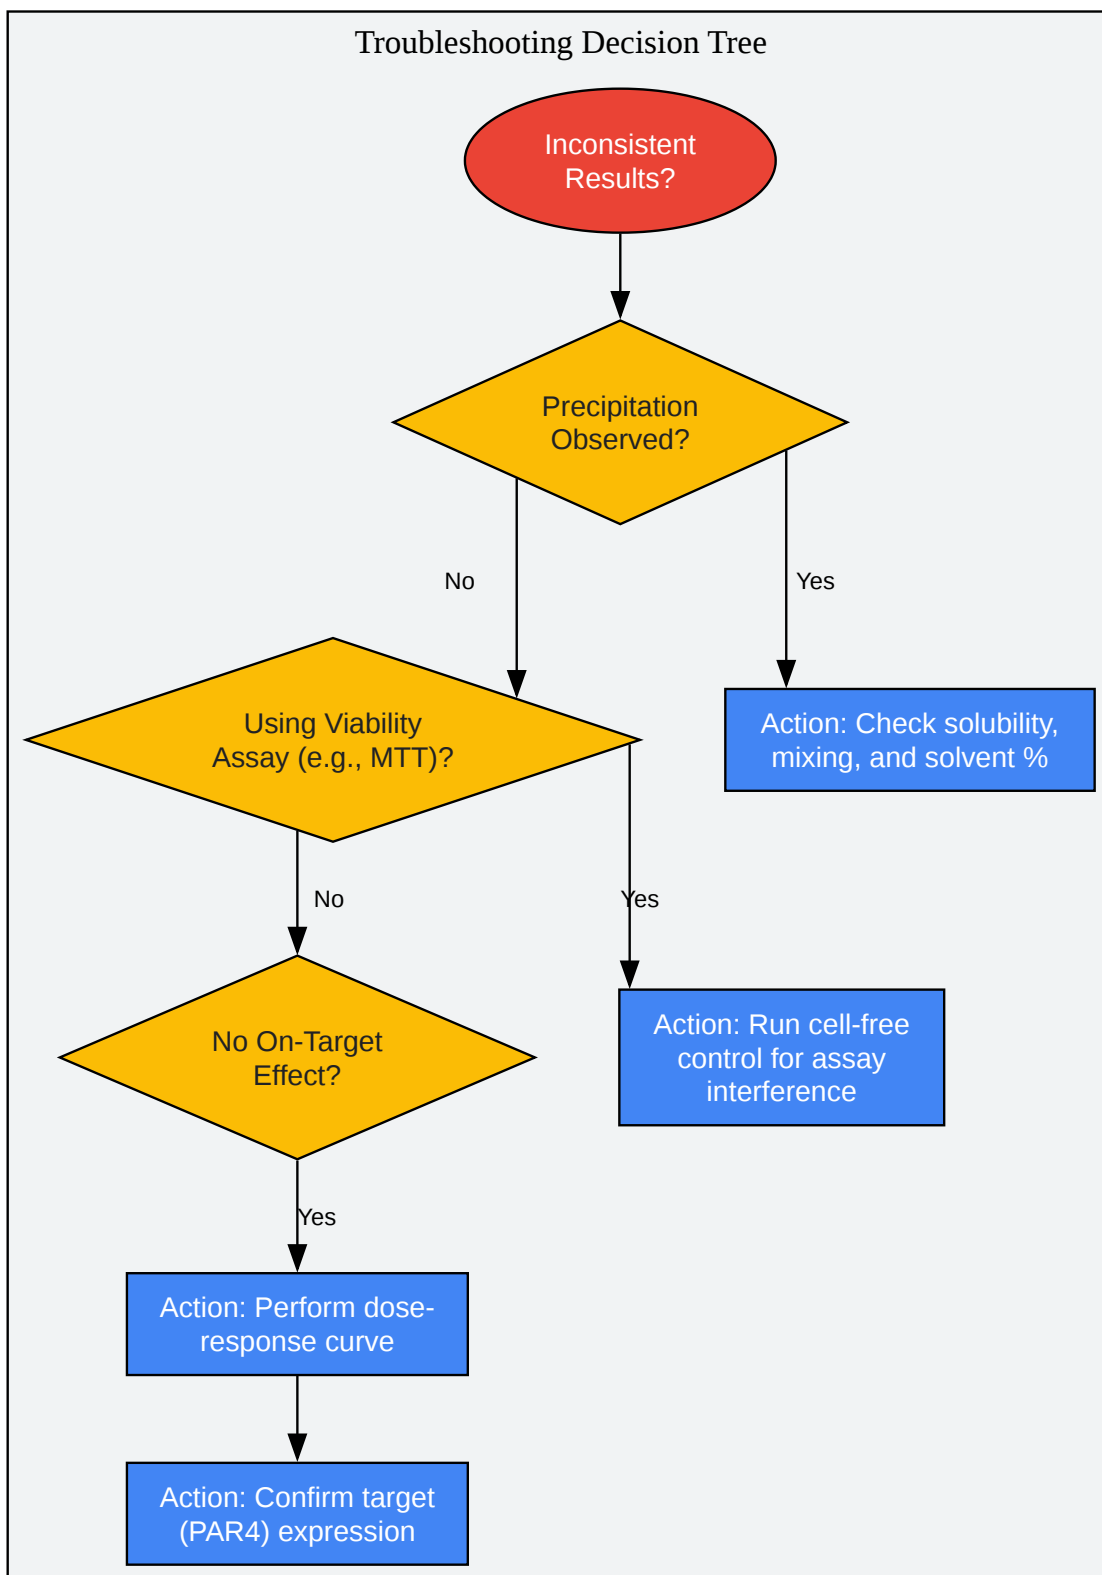 Troubleshooting Decision Tree
Inconsistent
Results?
Precipitation
Observed?
No
Yes
Using Viability
Assay (e.g., MTT)?
Action: Check solubility,
mixing, and solvent %
No
Yes
No On-Target
Effect?
Action: Run cell-free
control for assay
interference
Yes
Action: Perform dose-
response curve
Action: Confirm target
(PAR4) expression